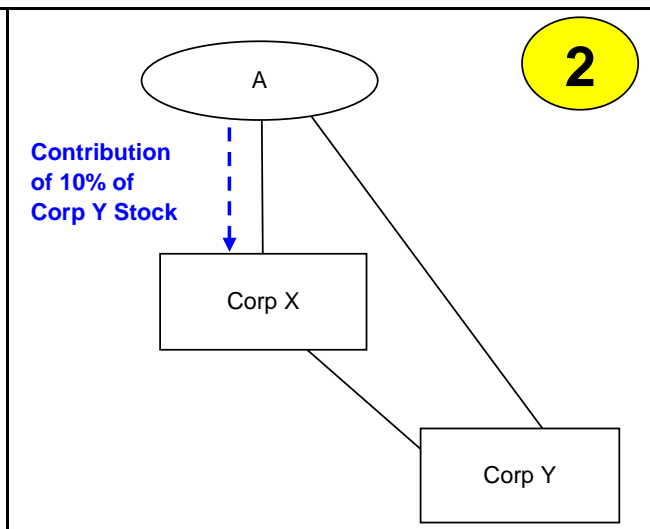 2
A
Contribution
of 10% of
Corp Y Stock
Corp X
Corp Y